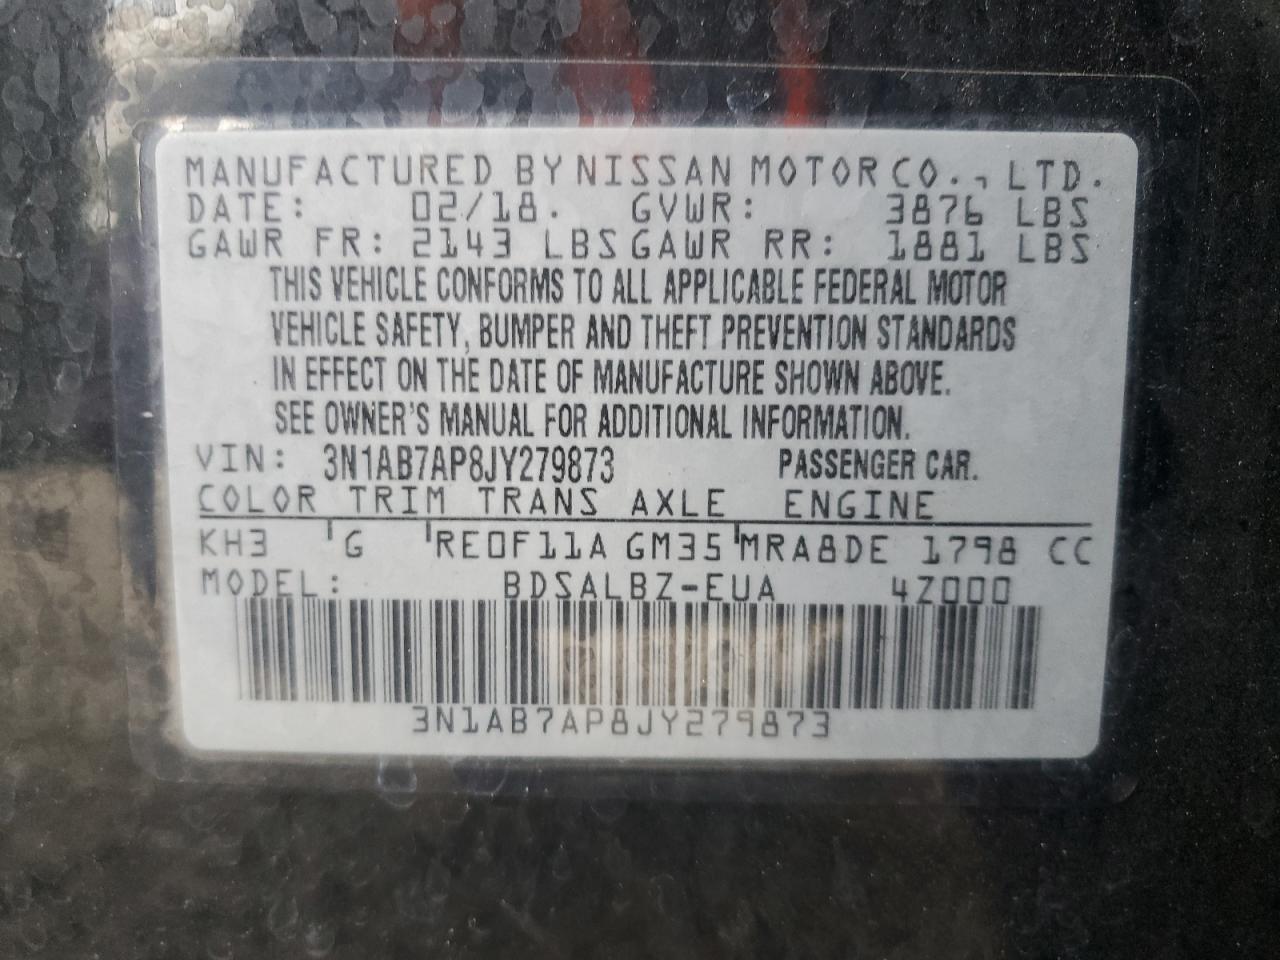 MANUFACTURED BY NISSAN MOTOR CO., LTD.
DATE: 02/18. GVWR: 3876 LBS
GAWR FR: 2143 LBS GAWR RR: 1881 LBS
THIS VEHICLE CONFORMS TO ALL APPLICABLE FEDERAL MOTOR
VEHICLE SAFETY, BUMPER AND THEFT PREVENTION STANDARDS
IN EFFECT ON THE DATE OF MANUFACTURE SHOWN ABOVE.
SEE OWNER'S MANUAL FOR ADDITIONAL INFORMATION.
VIN: 3N1AB7AP8JY279873 PASSENGER CAR.
COLOR TRIM TRANS AXLE ENGINE
KH3 G RE0F11A GM35 MRA8DE 1798 CC
MODEL: BDSALBZ-EUA 4Z000
3N1AB7AP8JY279873